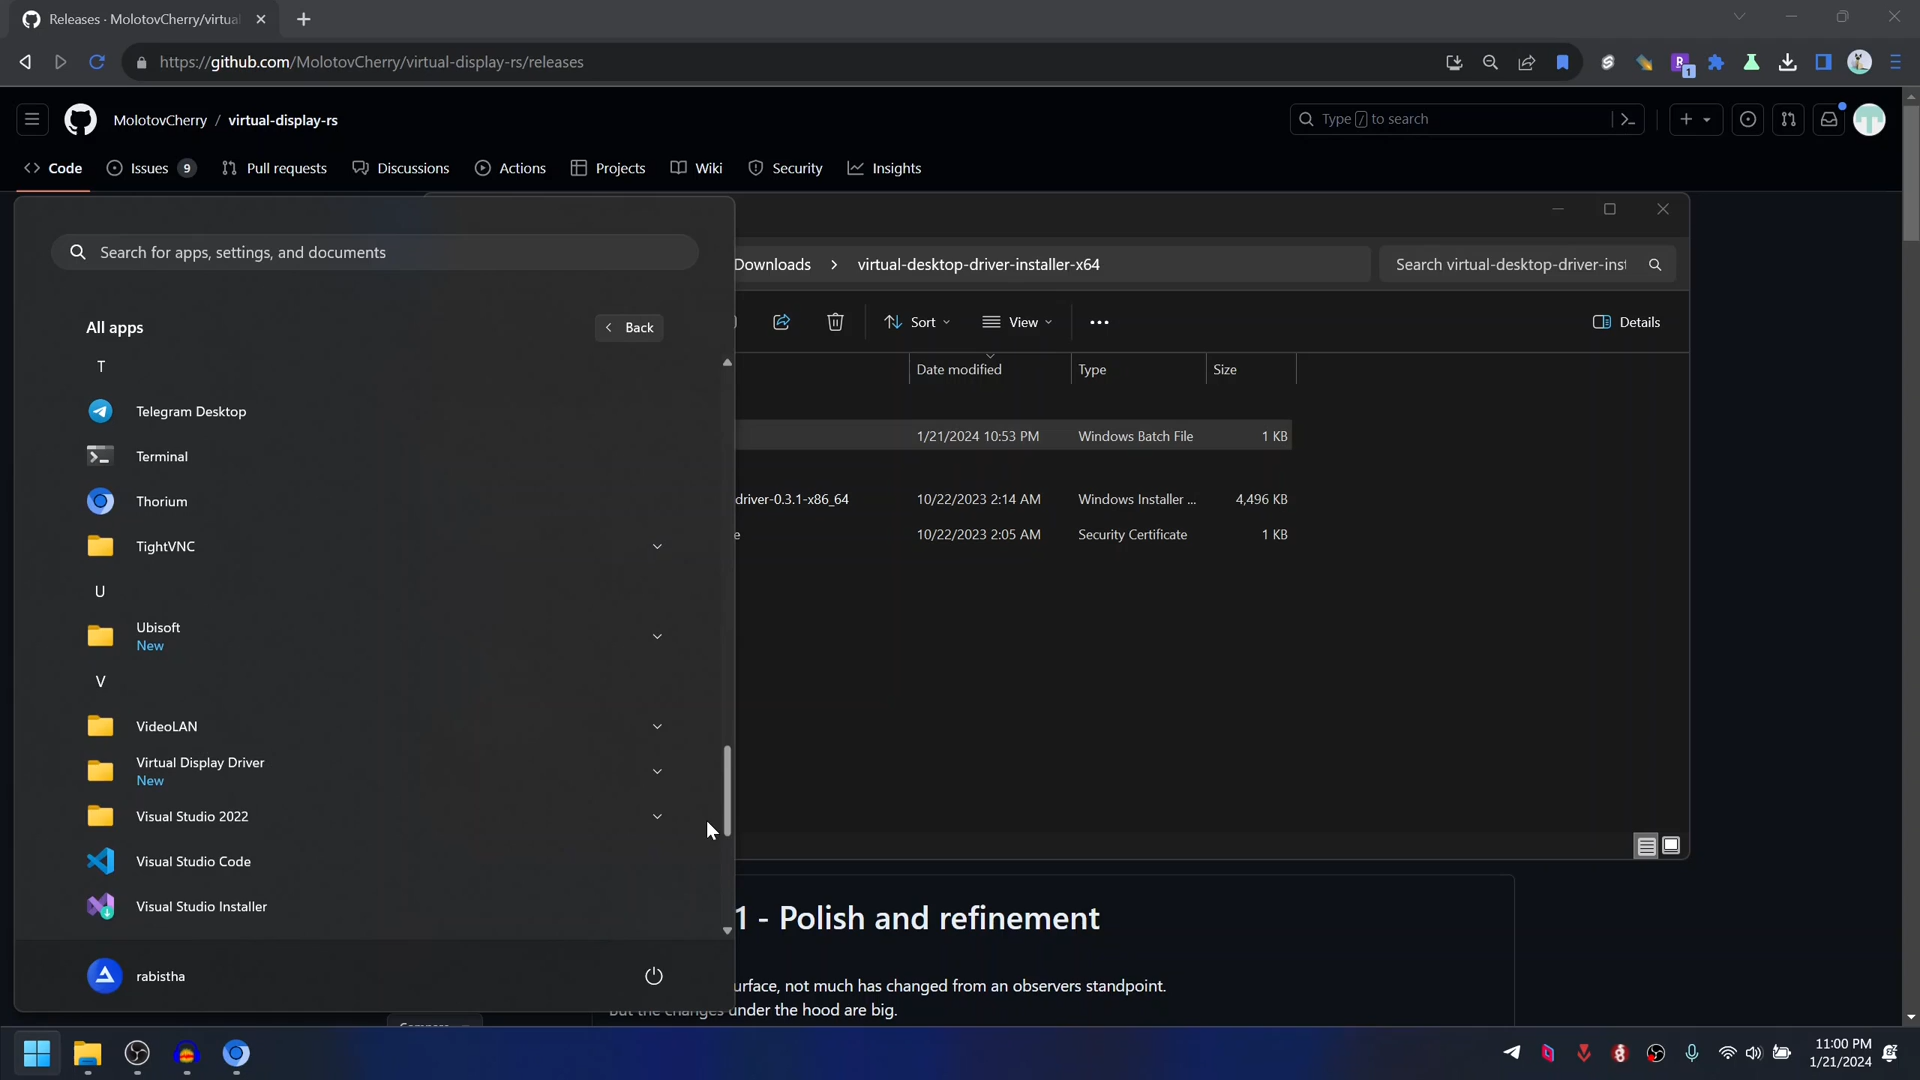 Releases · MolotovCherry/virtual
https://github.com/MolotovCherry/virtual-display-rs/releases
1
MolotovCherry / virtual-display-rs
Type / to search
Code
Issues 9
Pull requests
Discussions
Actions
Projects
Wiki
Security
Insights
Search for apps, settings, and documents
All apps
Back
T
Telegram Desktop
Terminal
Thorium
TightVNC
U
Ubisoft
New
V
VideoLAN
Virtual Display Driver
New
Visual Studio 2022
Visual Studio Code
Visual Studio Installer
rabistha
Downloads > virtual-desktop-driver-installer-x64
Search virtual-desktop-driver-inst
Sort
View
Details
Date modified Type Size
1/21/2024 10:53 PM Windows Batch File 1 KB
driver-0.3.1-x86_64 10/22/2023 2:14 AM Windows Installer ... 4,496 KB
e 10/22/2023 2:05 AM Security Certificate 1 KB
1 - Polish and refinement
urface, not much has changed from an observers standpoint.
But the changes under the hood are big.
11:00 PM
1/21/2024